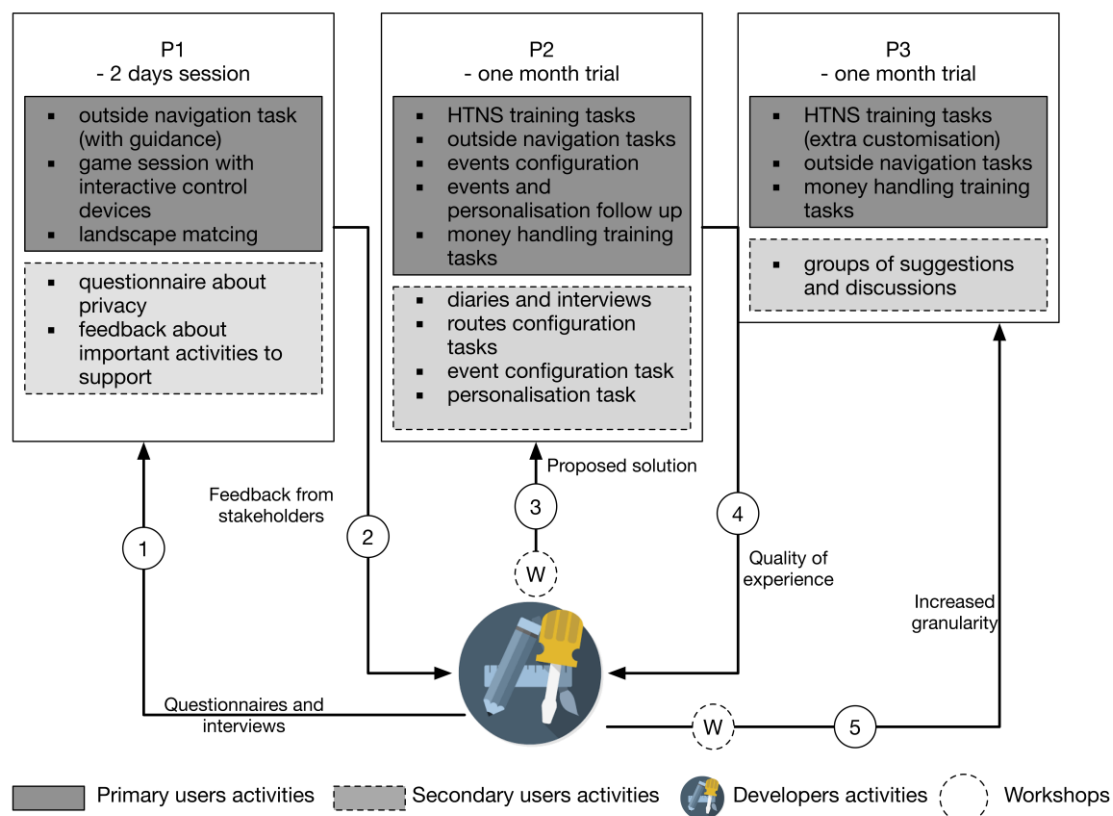 P1
- 2 days session
▪ outside navigation task
(with guidance)
▪ game session with
interactive control
devices
▪ landscape matcing
▪ questionnaire about
privacy
▪ feedback about
important activities to
support
P2
- one month trial
▪ HTNS training tasks
▪ outside navigation tasks
▪ events configuration
▪ events and
personalisation follow up
▪ money handling training
tasks
▪ diaries and interviews
▪ routes configuration
tasks
▪ event configuration task
▪ personalisation task
P3
- one month trial
▪ HTNS training tasks
(extra customisation)
▪ outside navigation tasks
▪ money handling training
tasks
▪ groups of suggestions
and discussions
1
Feedback from
stakeholders
2
Proposed solution
3
W
4
Quality of
experience
Increased
granularity
Questionnaires and
interviews
W
5
Primary users activities
Secondary users activities
Developers activities
Workshops